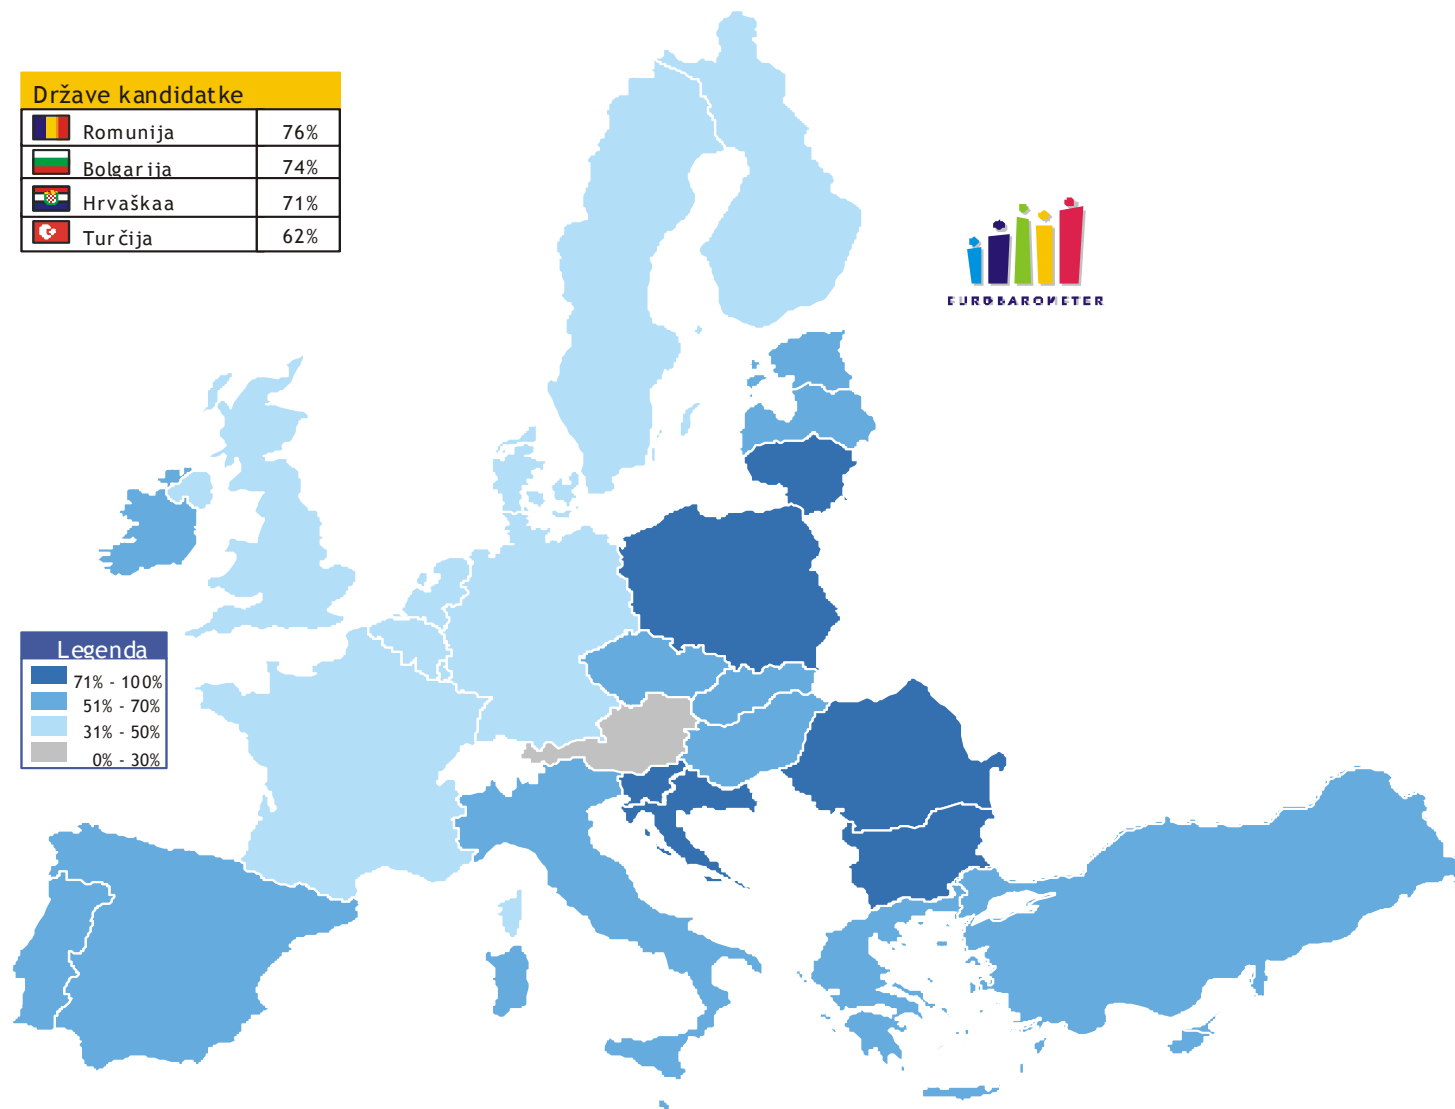 Države kandidatke
Romunija 76%
Bolgarija 74%
Hrvaškaa 71%
Turčija 62%
EUROBAROMETER
Legenda
71% - 100%
51% - 70%
31% - 50%
0% - 30%